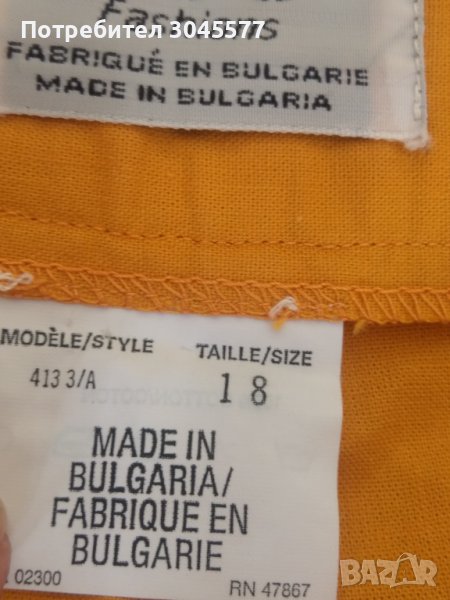 Потребител 3045577
Fashions
FABRIQUÉ EN BULGARIE
MADE IN BULGARIA
MODÈLE/STYLE TAILLE/SIZE
413 3/A 18
MADE IN
BULGARIA/
FABRIQUE EN
BULGARIE
02300 RN 47867
BAZAR